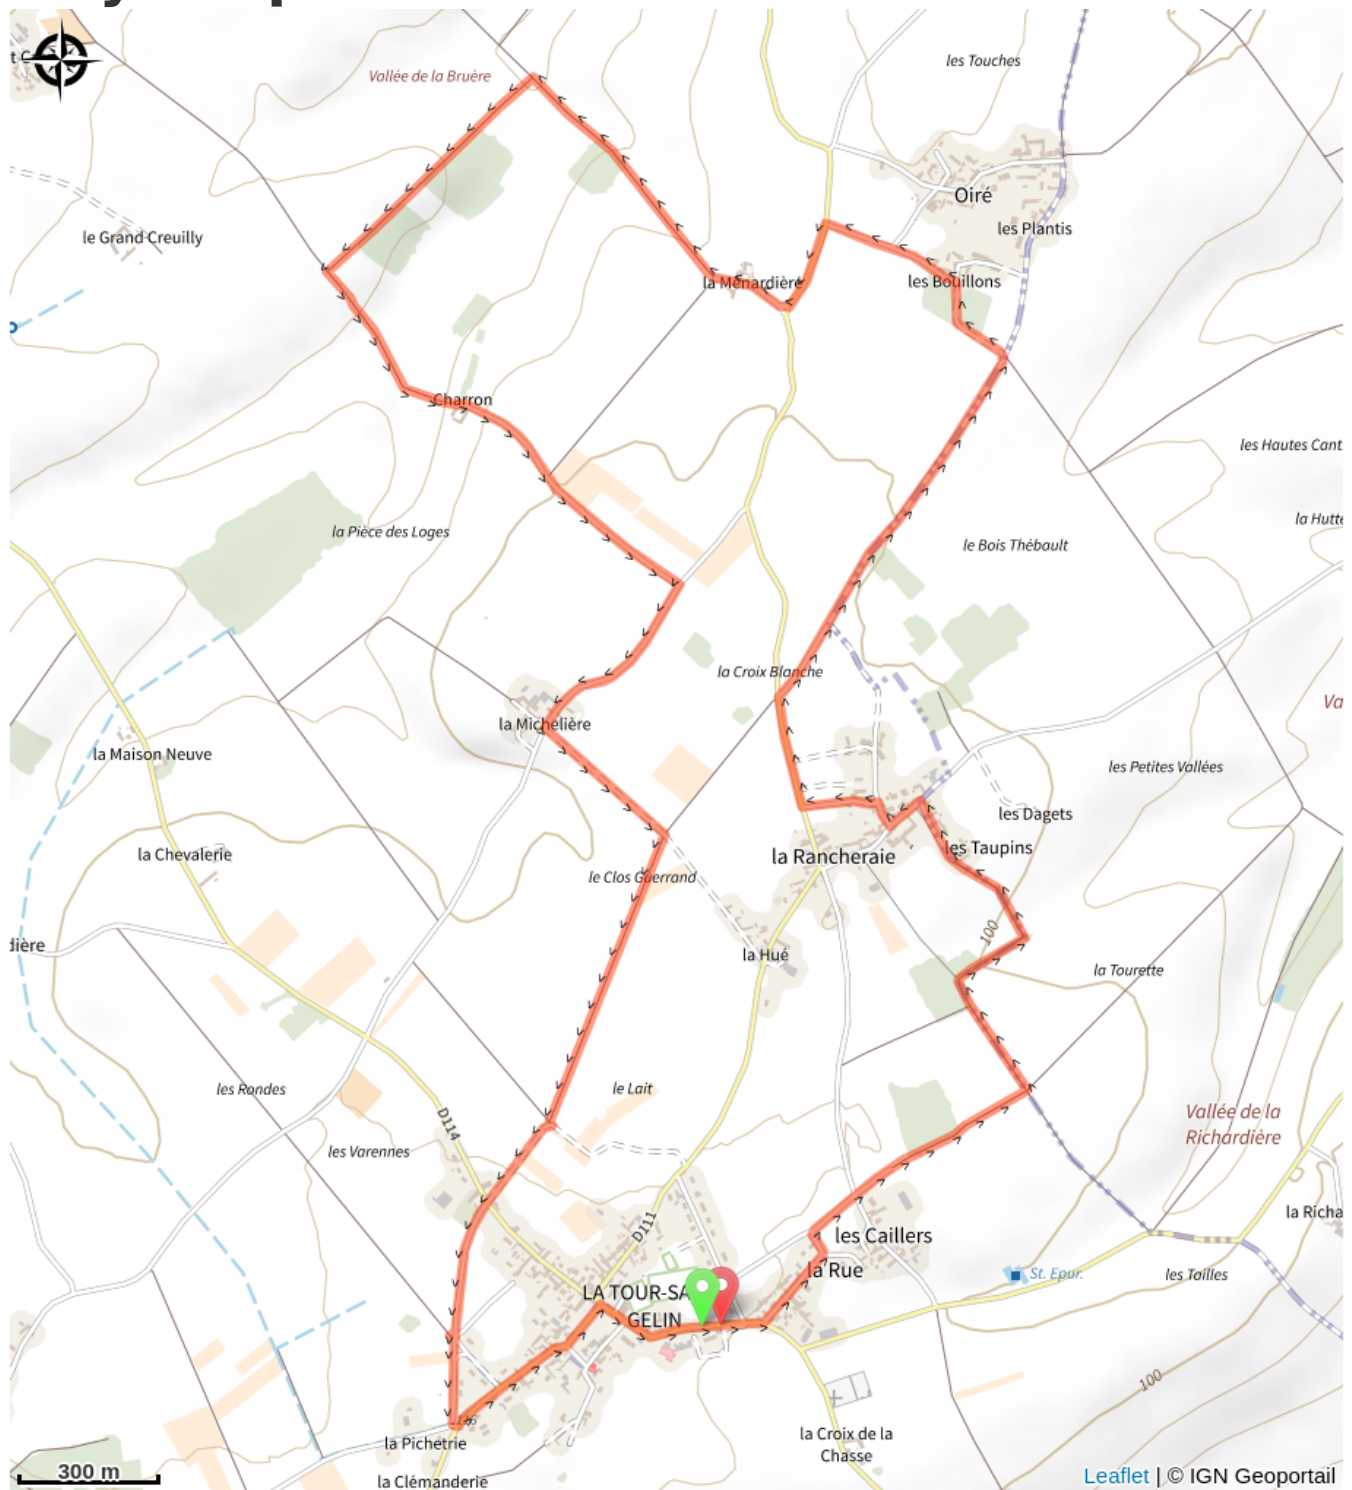 Vallée de la Bruère
les Touches
Oiré
les Plantis
le Grand Creuilly
la Ménardière
les Bouillons
Charron
les Hautes Cant
la Pièce des Loges
la Hutte
le Bois Thébault
la Croix Blanche
Va
la Michelière
la Maison Neuve
les Petites Vallées
les Dagets
la Chevalerie
la Rancheraie
les Taupins
le Clos Guerrand
100
dière
la Hué
la Tourette
les Rondes
le Lait
Vallée de la
Richardière
D114
les Varennes
la Richa
D111
les Caillers
la Rue
St. Epur.
les Tailles
LA TOUR-SA
GELIN
100
la Pichetrie
la Croix de la
Chasse
300 m
la Clémanderie
Leaflet | © IGN Geoportail